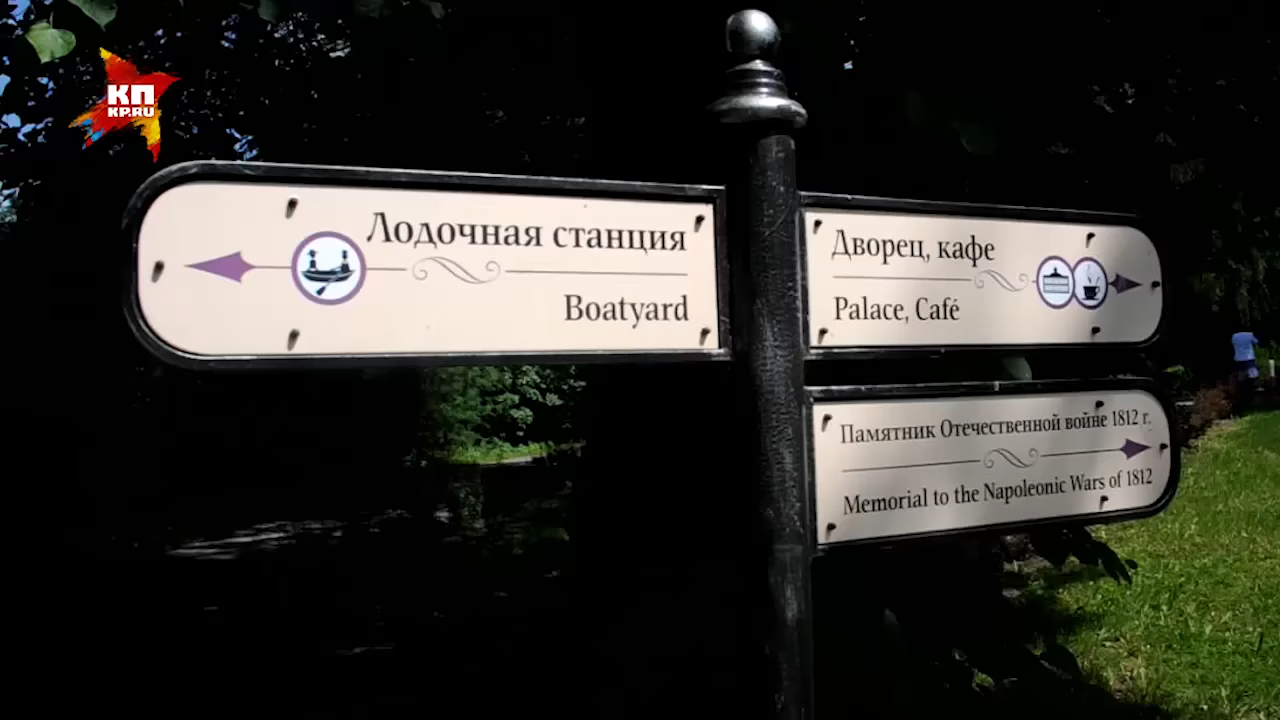 КП
KP.RU
Лодочная станция
Boatyard
Дворец, кафе
Palace, Café
Памятник Отечественной войне 1812 г.
Memorial to the Napoleonic Wars of 1812